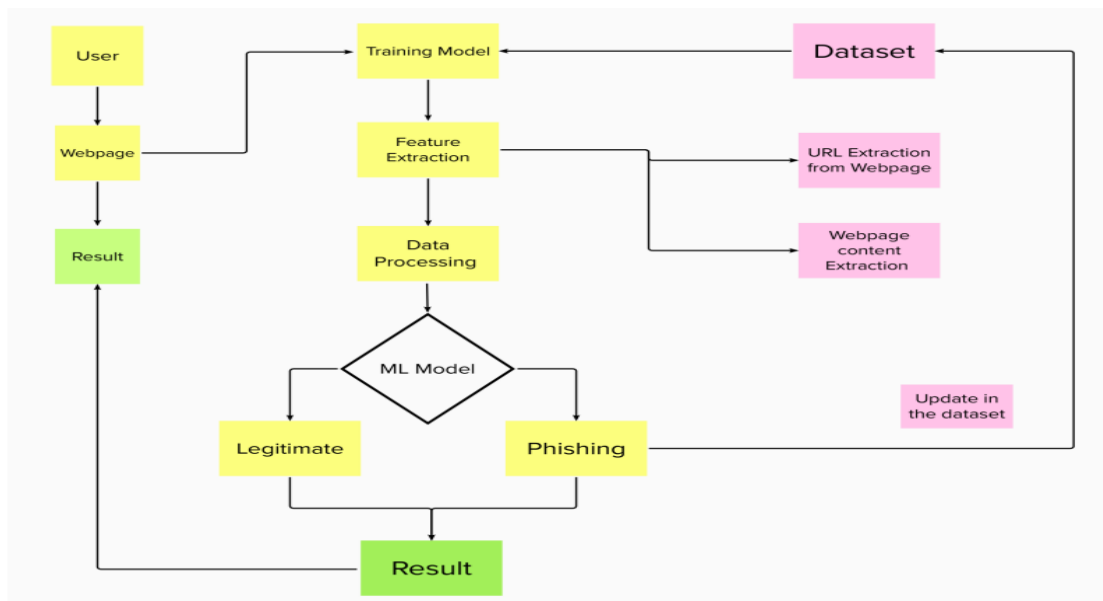 User
Training Model
Dataset
Webpage
Feature
Extraction
URL Extraction
from Webpage
Result
Data
Processing
Webpage
content
Extraction
ML Model
Update in
the dataset
Legitimate
Phishing
Result